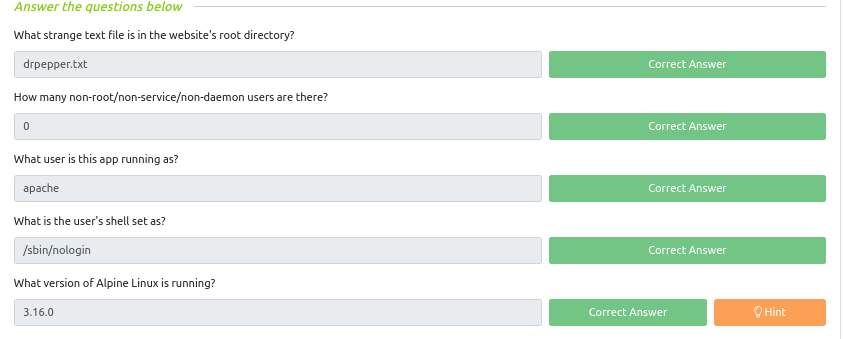 Answer the questions below
What strange text file is in the website's root directory?
drpepper.txt Correct Answer
How many non-root/non-service/non-daemon users are there?
0 Correct Answer
What user is this app running as?
apache Correct Answer
What is the user's shell set as?
/sbin/nologin Correct Answer
What version of Alpine Linux is running?
3.16.0 Correct Answer Hint